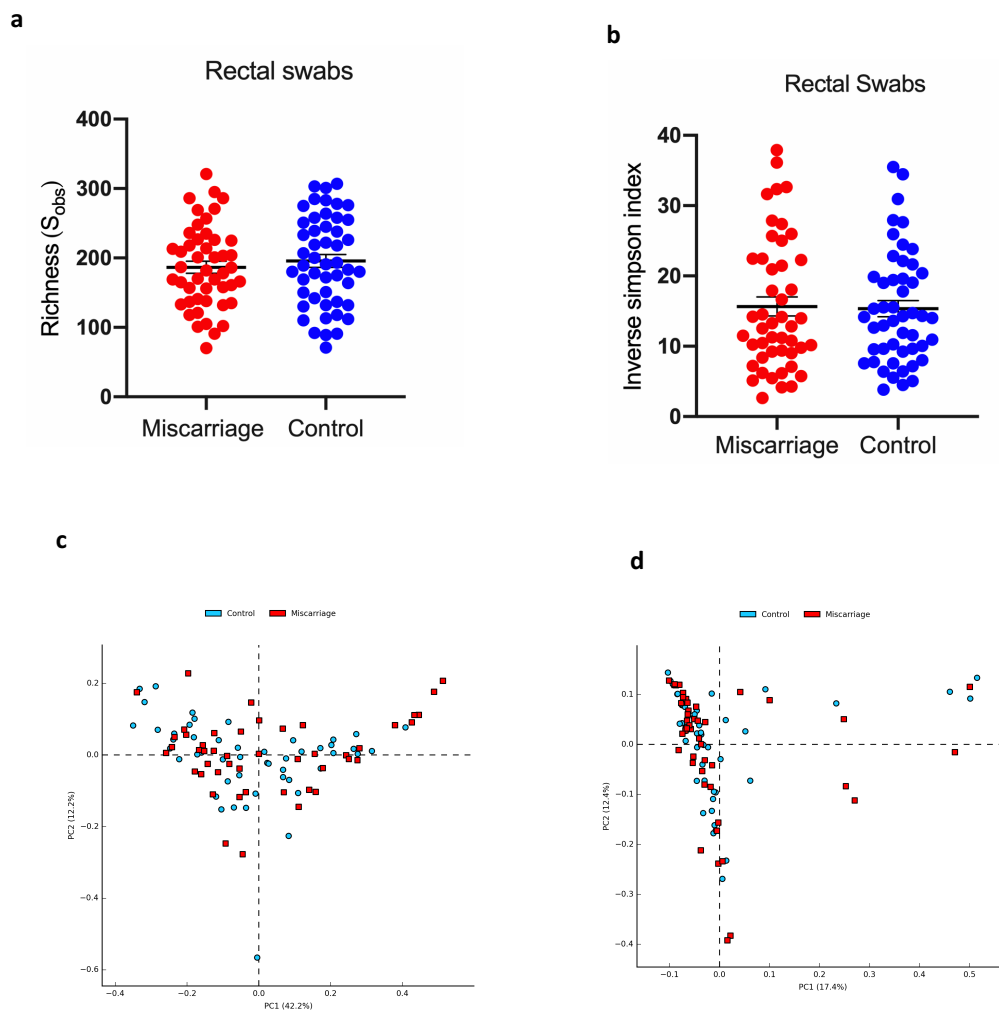 a
Rectal swabs
400
300
200
100
0
Richness (Sobs)
Miscarriage
Control
b
Rectal Swabs
40
30
20
10
0
Inverse simpson index
Miscarriage
Control
c
Control
Miscarriage
0.2
0.0
−0.2
−0.4
−0.6
PC2 (12.2%)
−0.4
−0.2
0.0
0.2
0.4
PC1 (42.2%)
d
Control
Miscarriage
0.1
0.0
−0.1
−0.2
−0.3
−0.4
PC2 (12.4%)
−0.1
0.0
0.1
0.2
0.3
0.4
0.5
PC1 (17.4%)